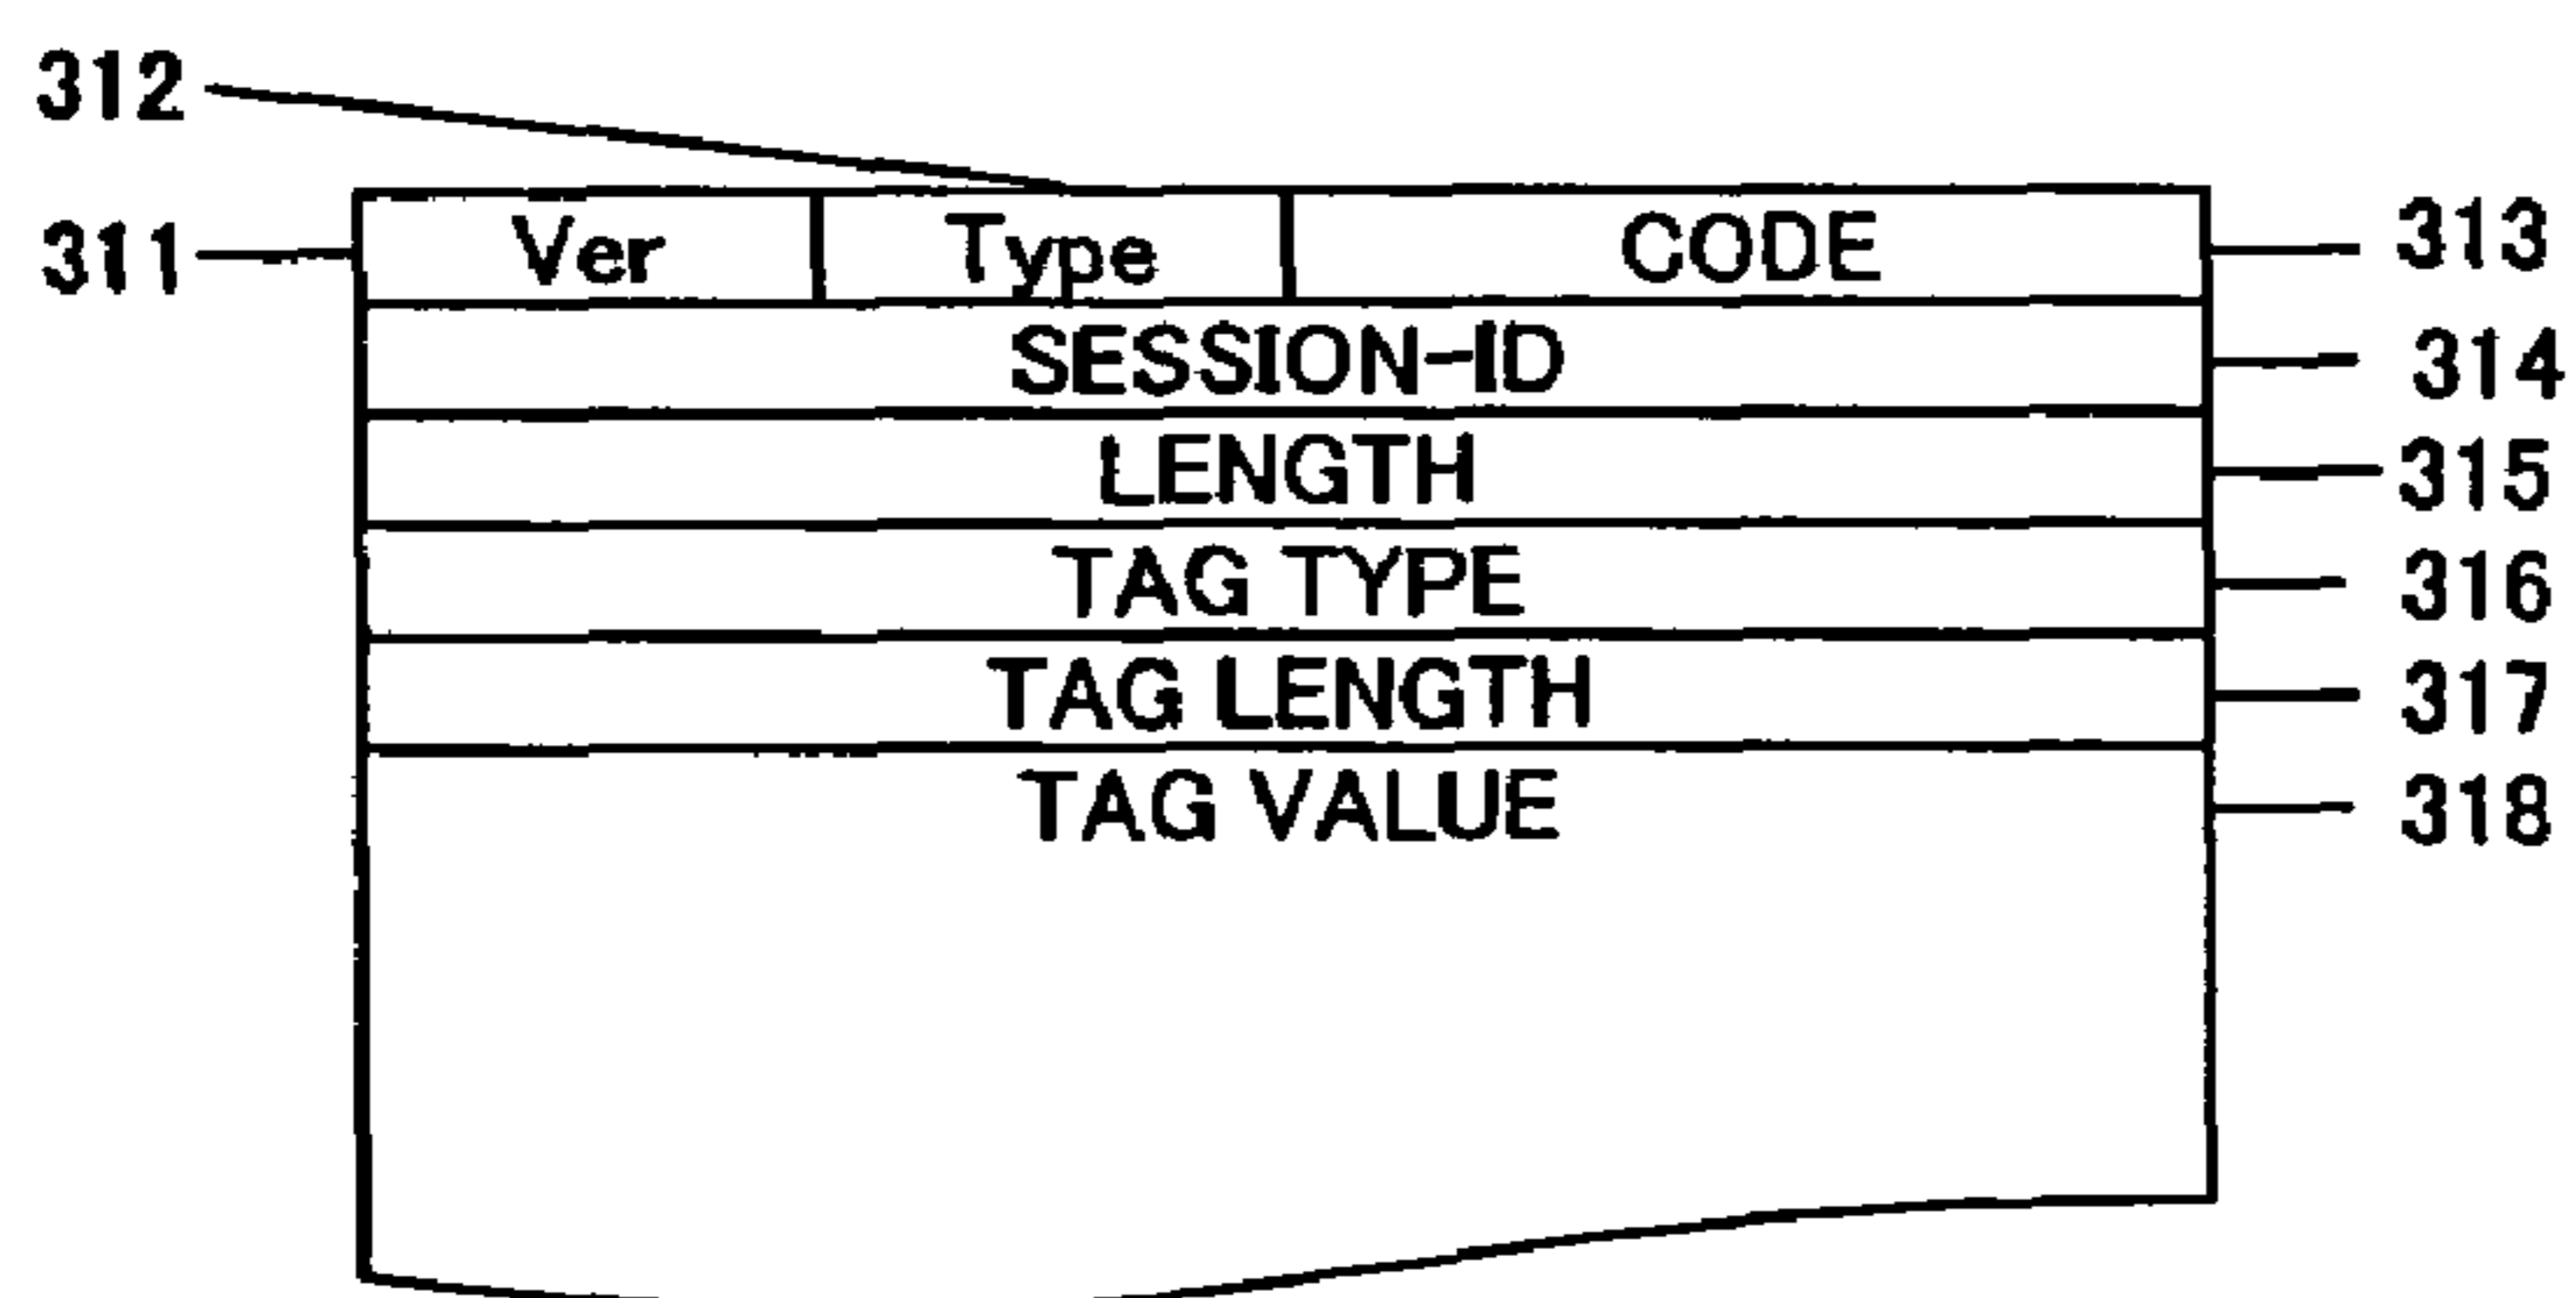 312
311 Ver Type CODE 313
SESSION-ID 314
LENGTH 315
TAG TYPE 316
TAG LENGTH 317
TAG VALUE 318